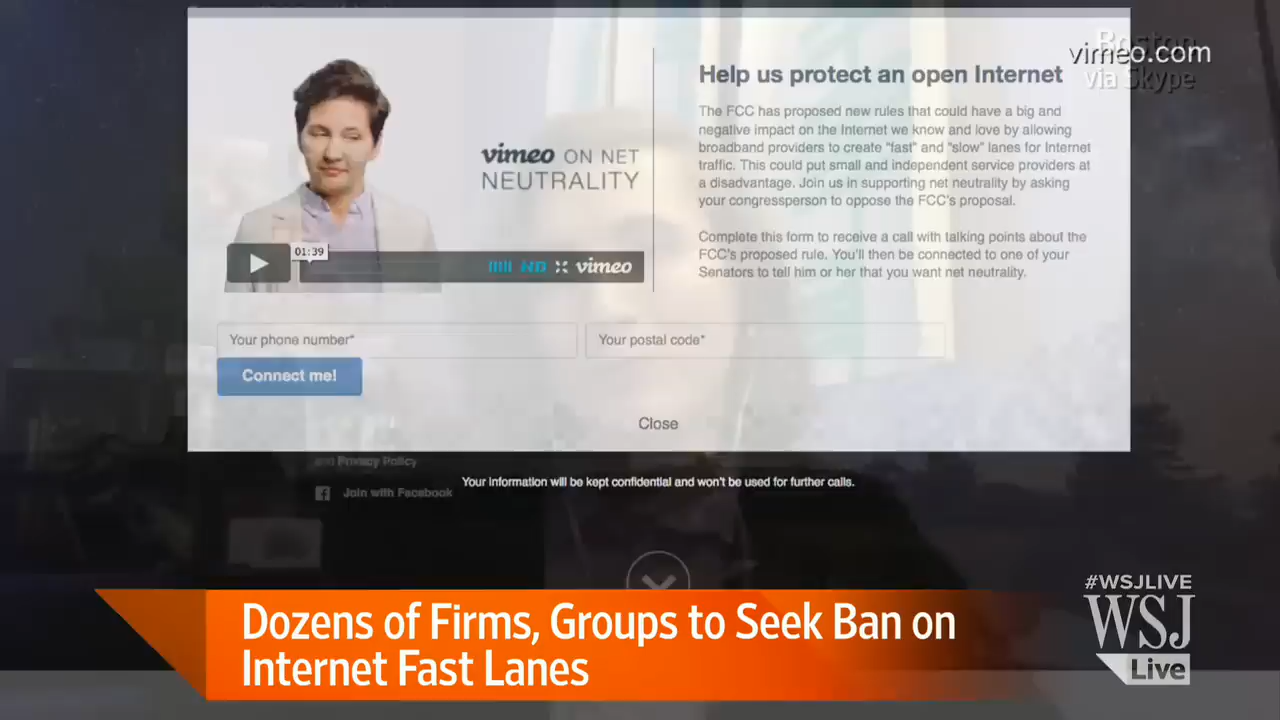 Boston
vimeo.com
via Skype
Help us protect an open Internet
The FCC has proposed new rules that could have a big and
negative impact on the Internet we know and love by allowing
broadband providers to create "fast" and "slow" lanes for Internet
traffic. This could put small and independent service providers at
a disadvantage. Join us in supporting net neutrality by asking
your congressperson to oppose the FCC's proposal.
Complete this form to receive a call with talking points about the
FCC's proposed rule. You'll then be connected to one of your
Senators to tell him or her that you want net neutrality.
vimeo ON NET
NEUTRALITY
01:39
HD vimeo
Your phone number*
Your postal code*
Connect me!
Close
and Privacy Policy
Join with Facebook
Your information will be kept confidential and won't be used for further calls.
Dozens of Firms, Groups to Seek Ban on
Internet Fast Lanes
#WSJLIVE
WSJ
Live